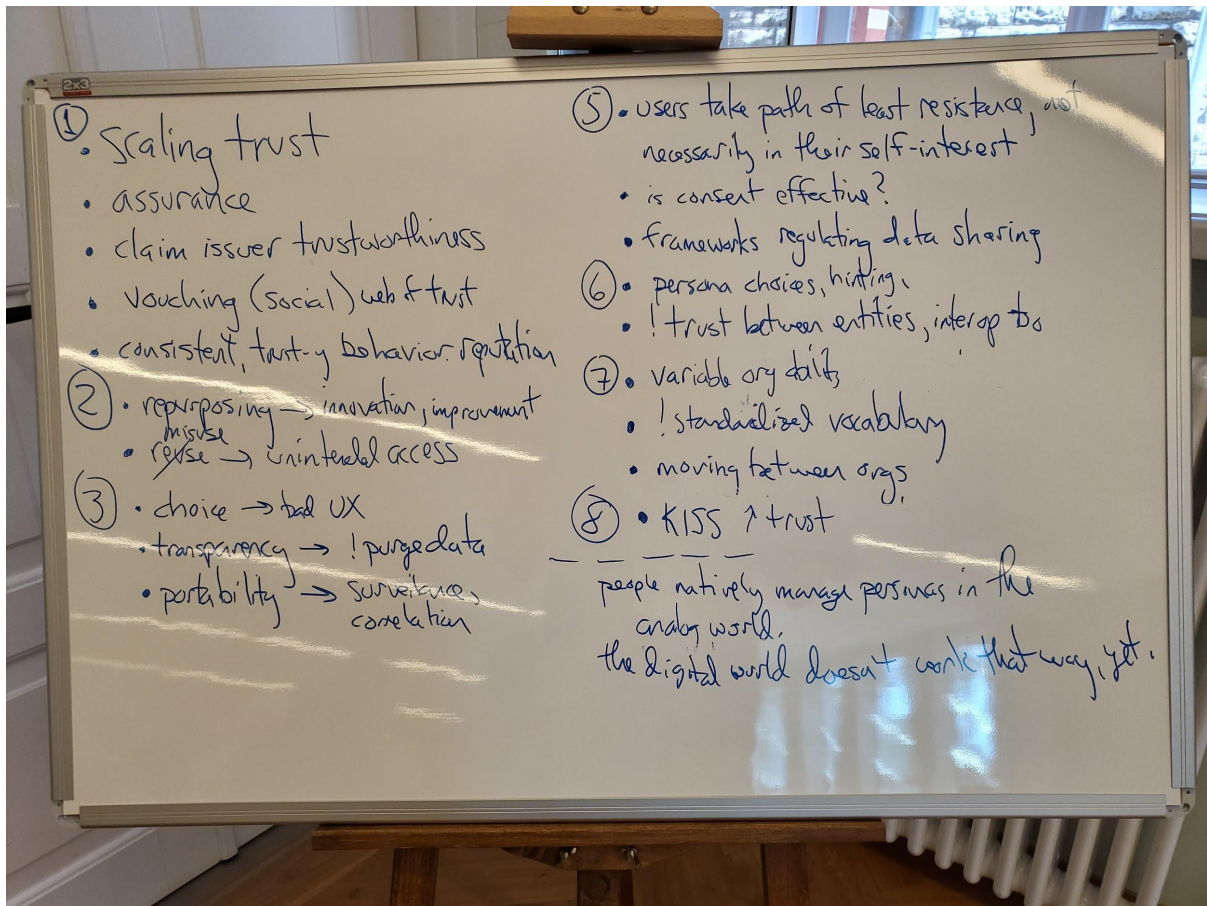 2x3
①
• Scaling trust
• assurance
• claim issuer trustworthiness
• vouching (social) web of trust
• consistent, trust-y behavior. reputation
② • repurposing → innovation, improvement
misuse
• reuse → unintended access
③ • choice → bad UX
• transparency → ! purge data
• portability → surveillance,
correlation
⑤ • users take path of least resistance, not
necessarily in their self-interest
• is consent effective?
• frameworks regulating data sharing
⑥ • persona choices, hinting,
• ! trust between entities, interop
⑦ • variable org
• ! standardized vocabulary
• moving between orgs.
⑧ • KISS ↑ trust
people natively manage personas in the
analog world.
the digital world doesn't work that way, yet.